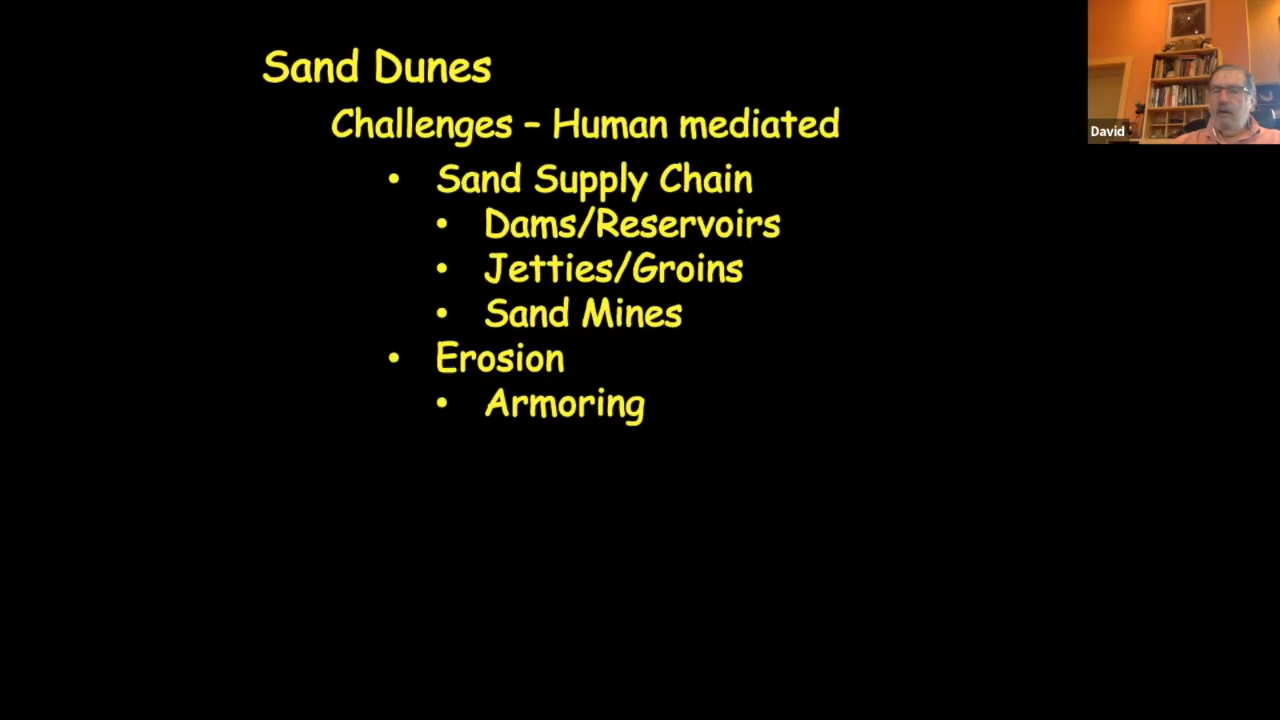 Sand Dunes
Challenges – Human mediated
• Sand Supply Chain
• Dams/Reservoirs
• Jetties/Groins
• Sand Mines
• Erosion
• Armoring
David